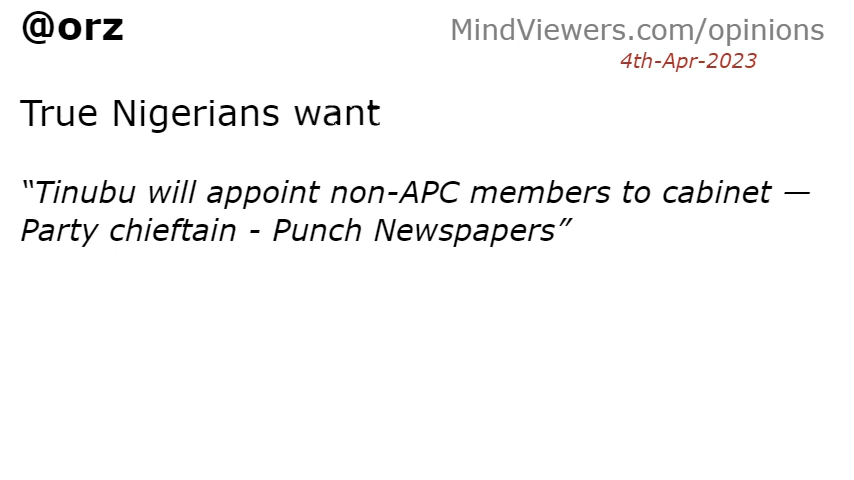 @orz
MindViewers.com/opinions
4th-Apr-2023
True Nigerians want
“Tinubu will appoint non-APC members to cabinet —
Party chieftain - Punch Newspapers”